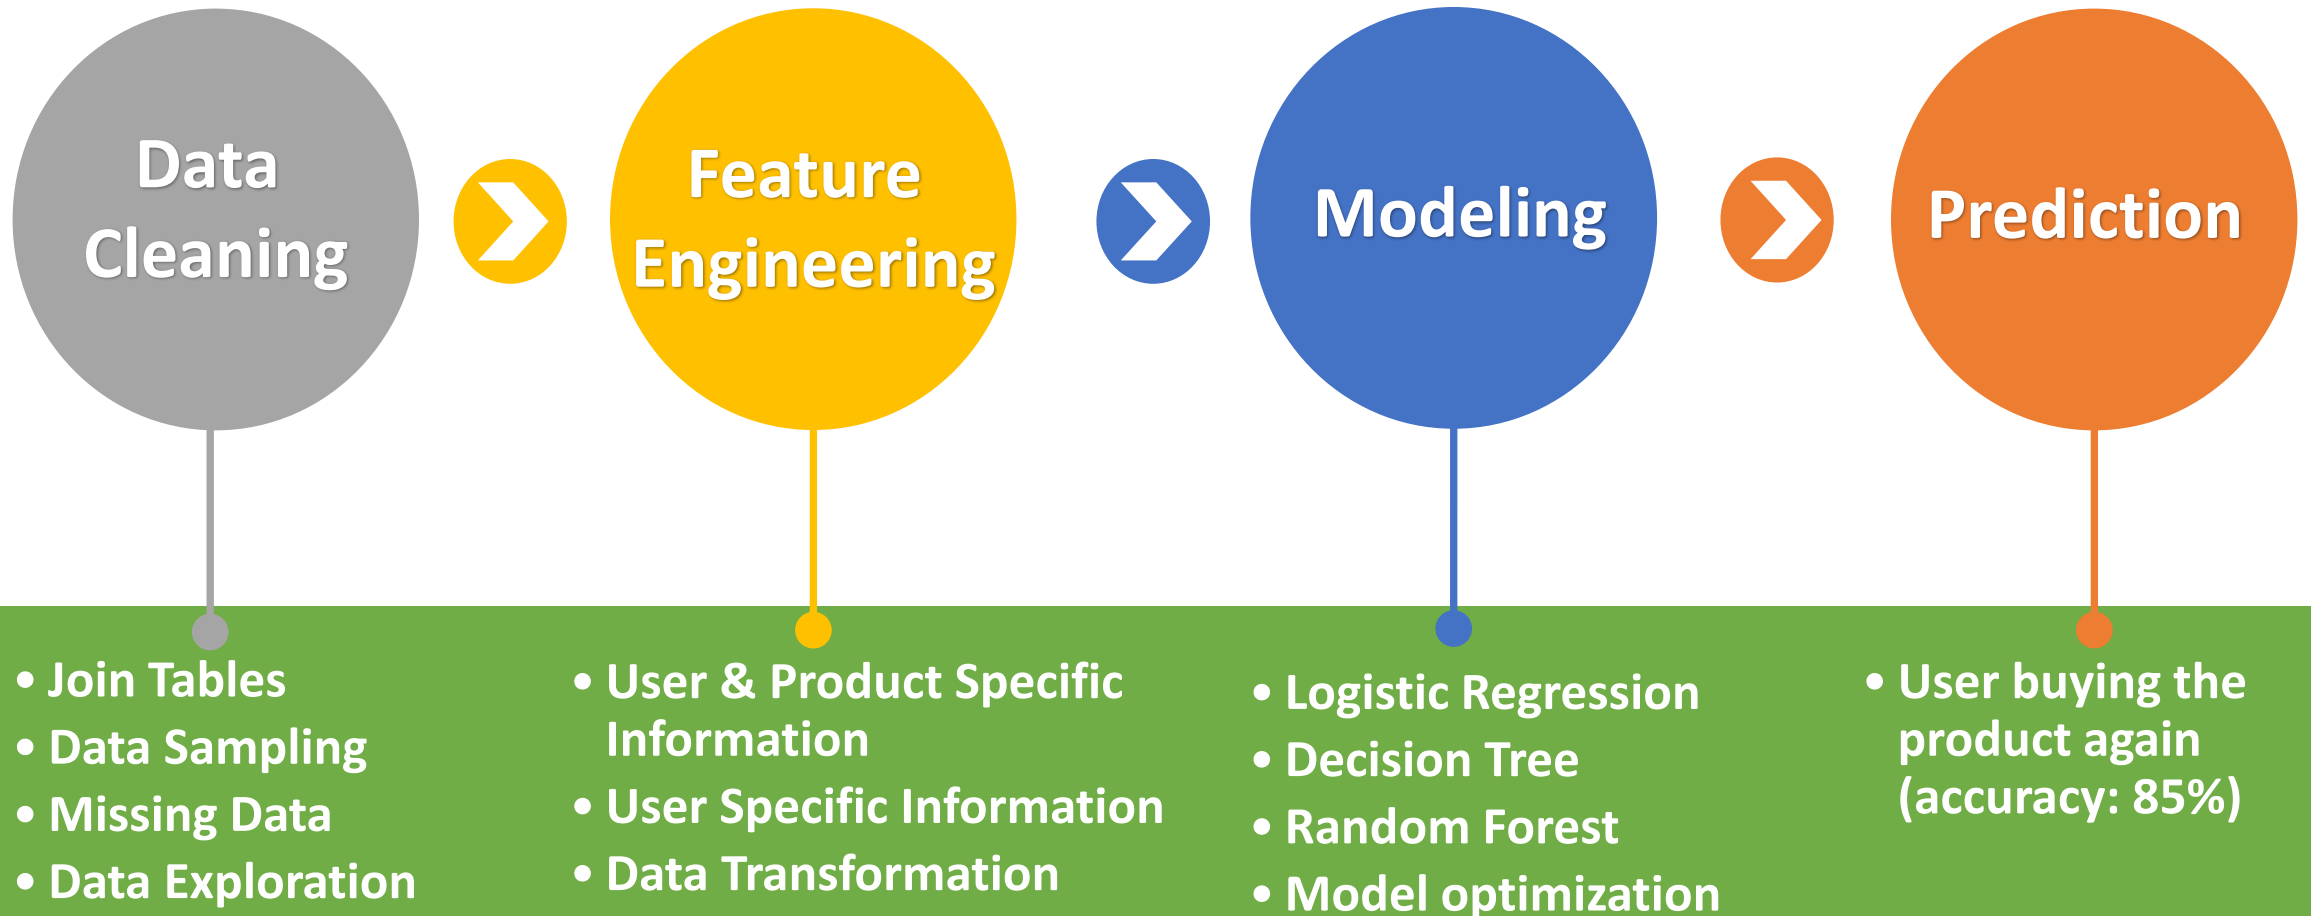 Data
Cleaning
Feature
Engineering
Modeling
Prediction
• Join Tables
• Data Sampling
• Missing Data
• Data Exploration
• User & Product Specific
Information
• User Specific Information
• Data Transformation
• Logistic Regression
• Decision Tree
• Random Forest
• Model optimization
• User buying the
product again
(accuracy: 85%)